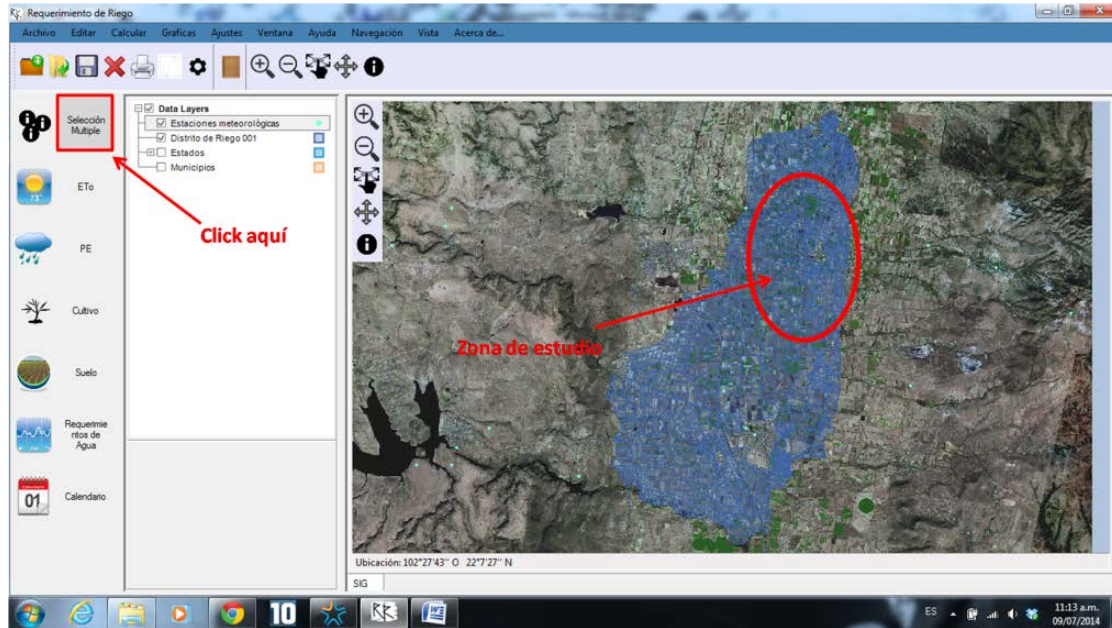 Requerimiento de Riego
Archivo Editar Calcular Graficas Ajustes Ventana Ayuda Navegación Vista Acerca de...
Selección
Multiple
ETo
PE
Cultivo
Suelo
Requerimie
ntos de
Agua
01
Calendario
Data Layers
Estaciones meteorológicas
Distrito de Riego 001
Estados
Municipios
Click aquí
Zona de estudio
Ubicación: 102°27'43'' O 22°7'27'' N
SIG
10
ES
11:13 a.m.
09/07/2014